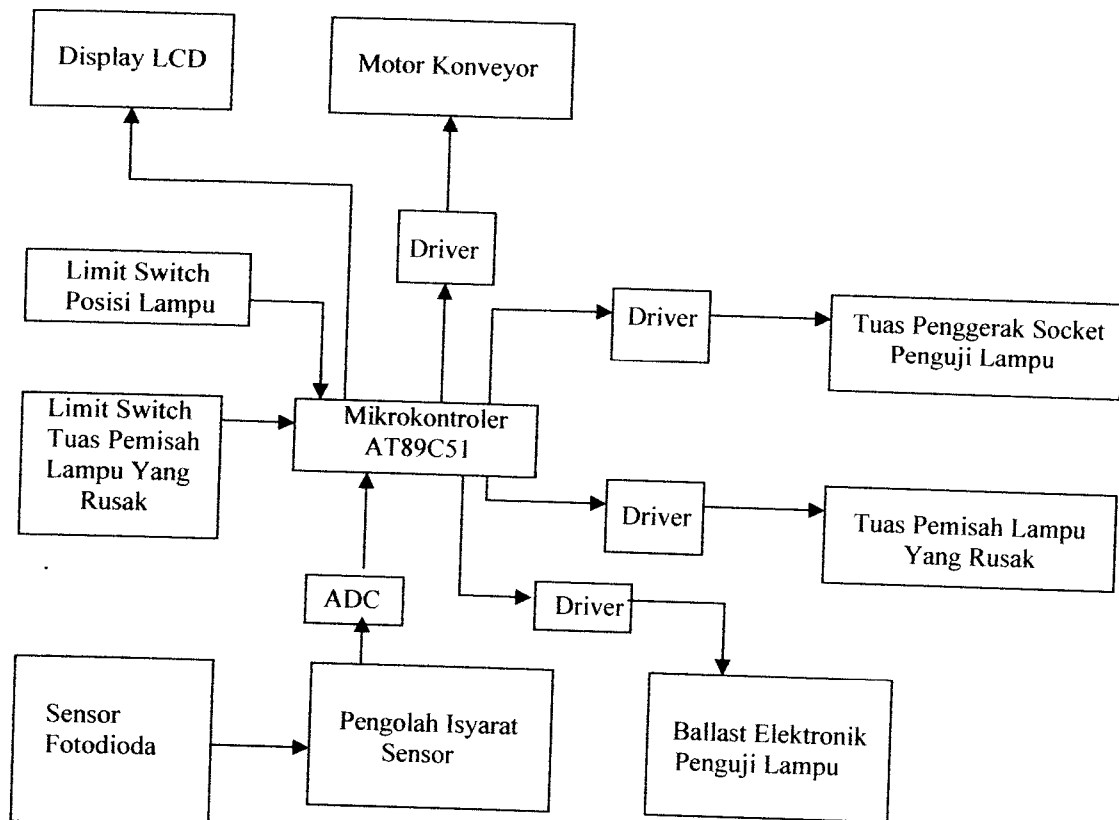 Display LCD
Motor Konveyor
Driver
Limit Switch
Posisi Lampu
Driver
Tuas Penggerak Socket
Penguji Lampu
Limit Switch
Tuas Pemisah
Lampu Yang
Rusak
Mikrokontroler
AT89C51
Driver
Tuas Pemisah Lampu
Yang Rusak
ADC
Driver
Sensor
Fotodioda
Pengolah Isyarat
Sensor
Ballast Elektronik
Penguji Lampu